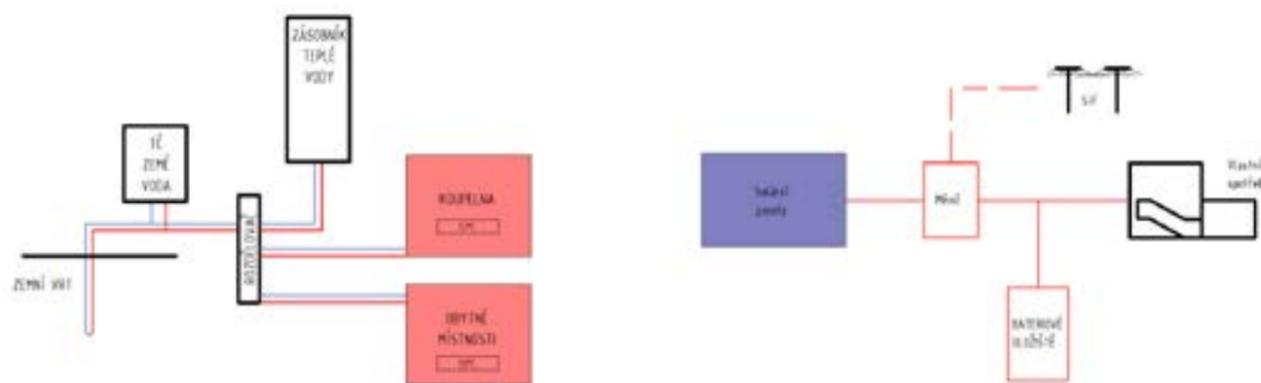 ZÁSOBNÍK
TEPLÉ
VODY
TČ
ZEMĚ
VODA
ROZDĚLOVAČ
KOUPELNA
ZEMNÍ VRT
OBYTNÉ
MÍSTNOSTI
Síť
Solární
panely
Měnič
Vlastní
BATERIOVÉ
ÚLOŽIŠTĚ